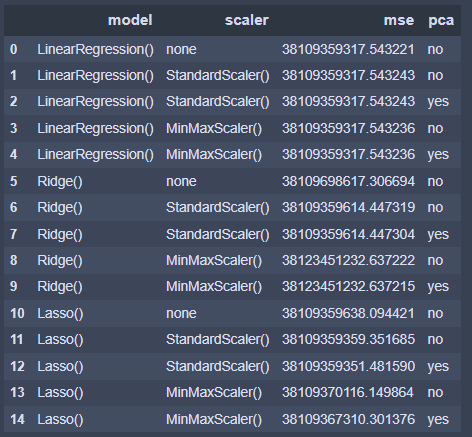 model scaler mse pca
0 LinearRegression() none 38109359317.543221 no
1 LinearRegression() StandardScaler() 38109359317.543243 no
2 LinearRegression() StandardScaler() 38109359317.543243 yes
3 LinearRegression() MinMaxScaler() 38109359317.543236 no
4 LinearRegression() MinMaxScaler() 38109359317.543236 yes
5 Ridge() none 38109698617.306694 no
6 Ridge() StandardScaler() 38109359614.447319 no
7 Ridge() StandardScaler() 38109359614.447304 yes
8 Ridge() MinMaxScaler() 38123451232.637222 no
9 Ridge() MinMaxScaler() 38123451232.637215 yes
10 Lasso() none 38109359638.094421 no
11 Lasso() StandardScaler() 38109359359.351685 no
12 Lasso() StandardScaler() 38109359351.481590 yes
13 Lasso() MinMaxScaler() 38109370116.149864 no
14 Lasso() MinMaxScaler() 38109367310.301376 yes